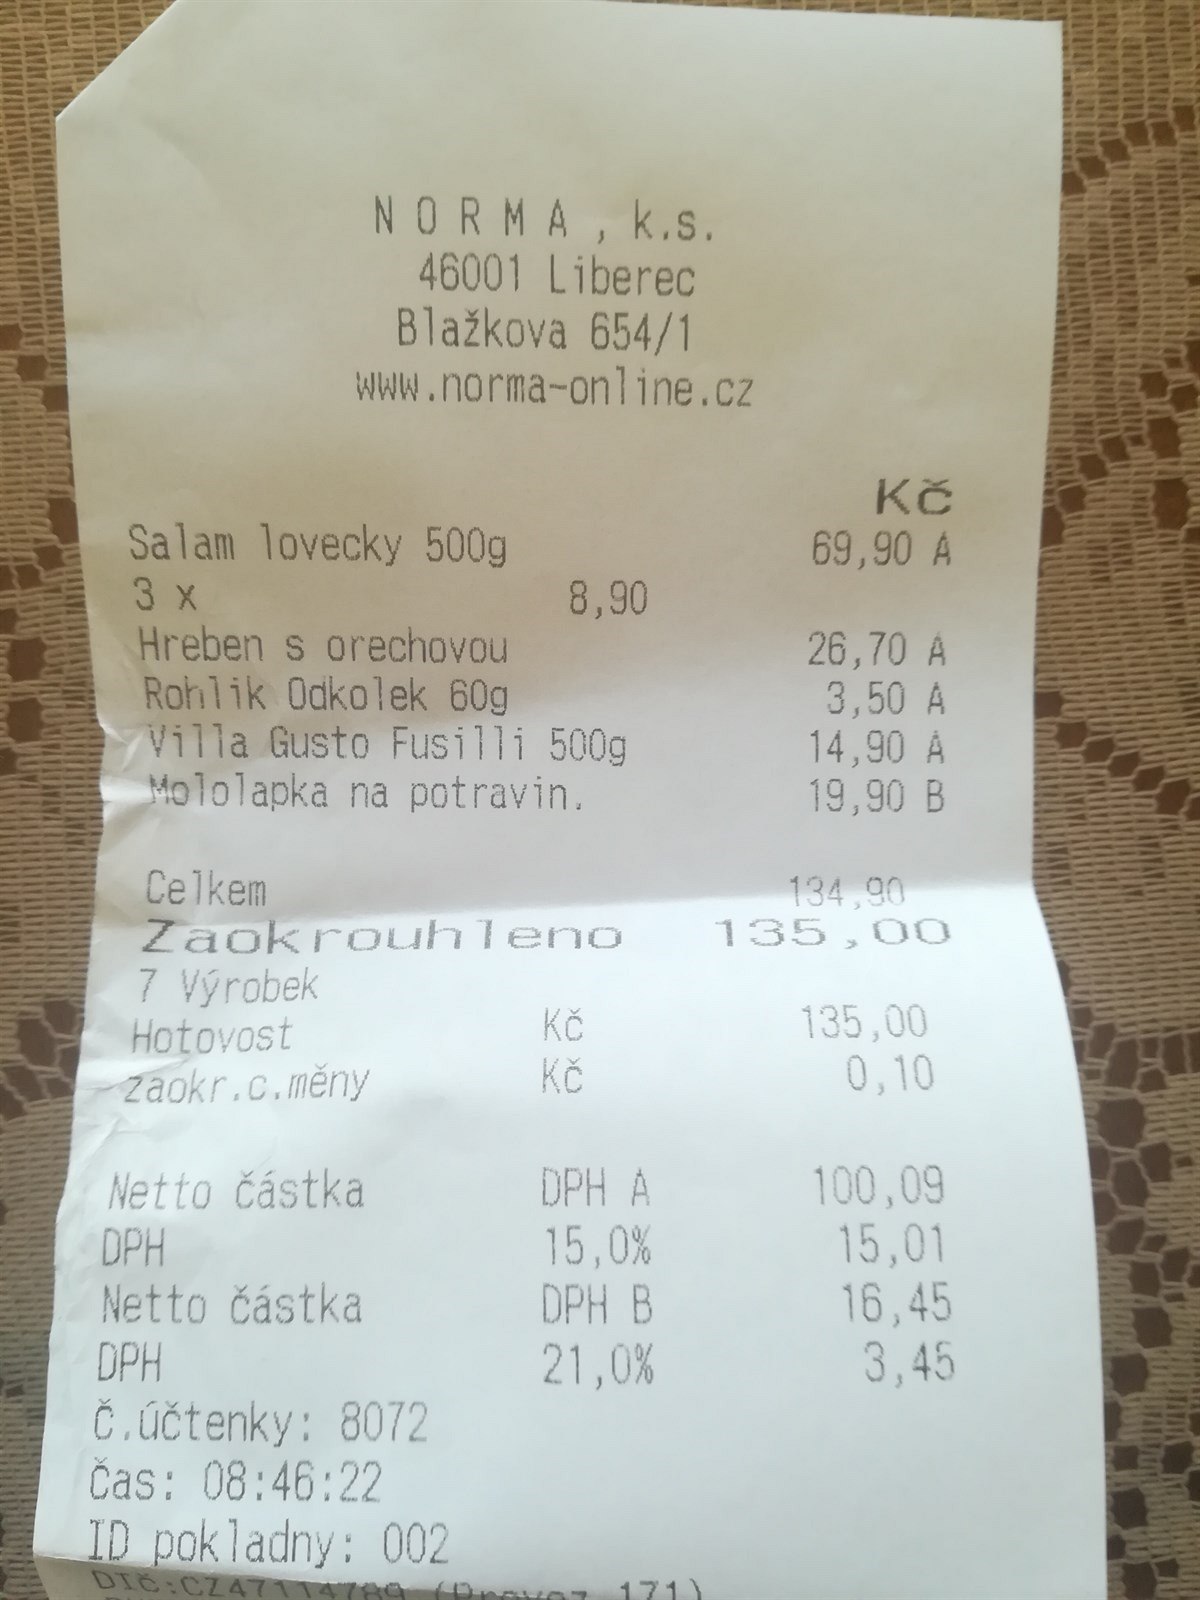 N O R M A , k.s.
46001 Liberec
Blažkova 654/1
www.norma-online.cz
Kč
Salam lovecky 500g 69,90 A
3 x 8,90
Hreben s orechovou 26,70 A
Rohlik Odkolek 60g 3,50 A
Villa Gusto Fusilli 500g 14,90 A
Mololapka na potravin. 19,90 B
Celkem 134,90
Zaokrouhleno 135,00
7 Výrobek
Hotovost Kč 135,00
zaokr.c.měny Kč 0,10
Netto částka DPH A 100,09
DPH 15,0% 15,01
Netto částka DPH B 16,45
DPH 21,0% 3,45
Č.účtenky: 8072
Čas: 08:46:22
ID pokladny: 002
DIČ:CZ47114789 (Provoz 171)